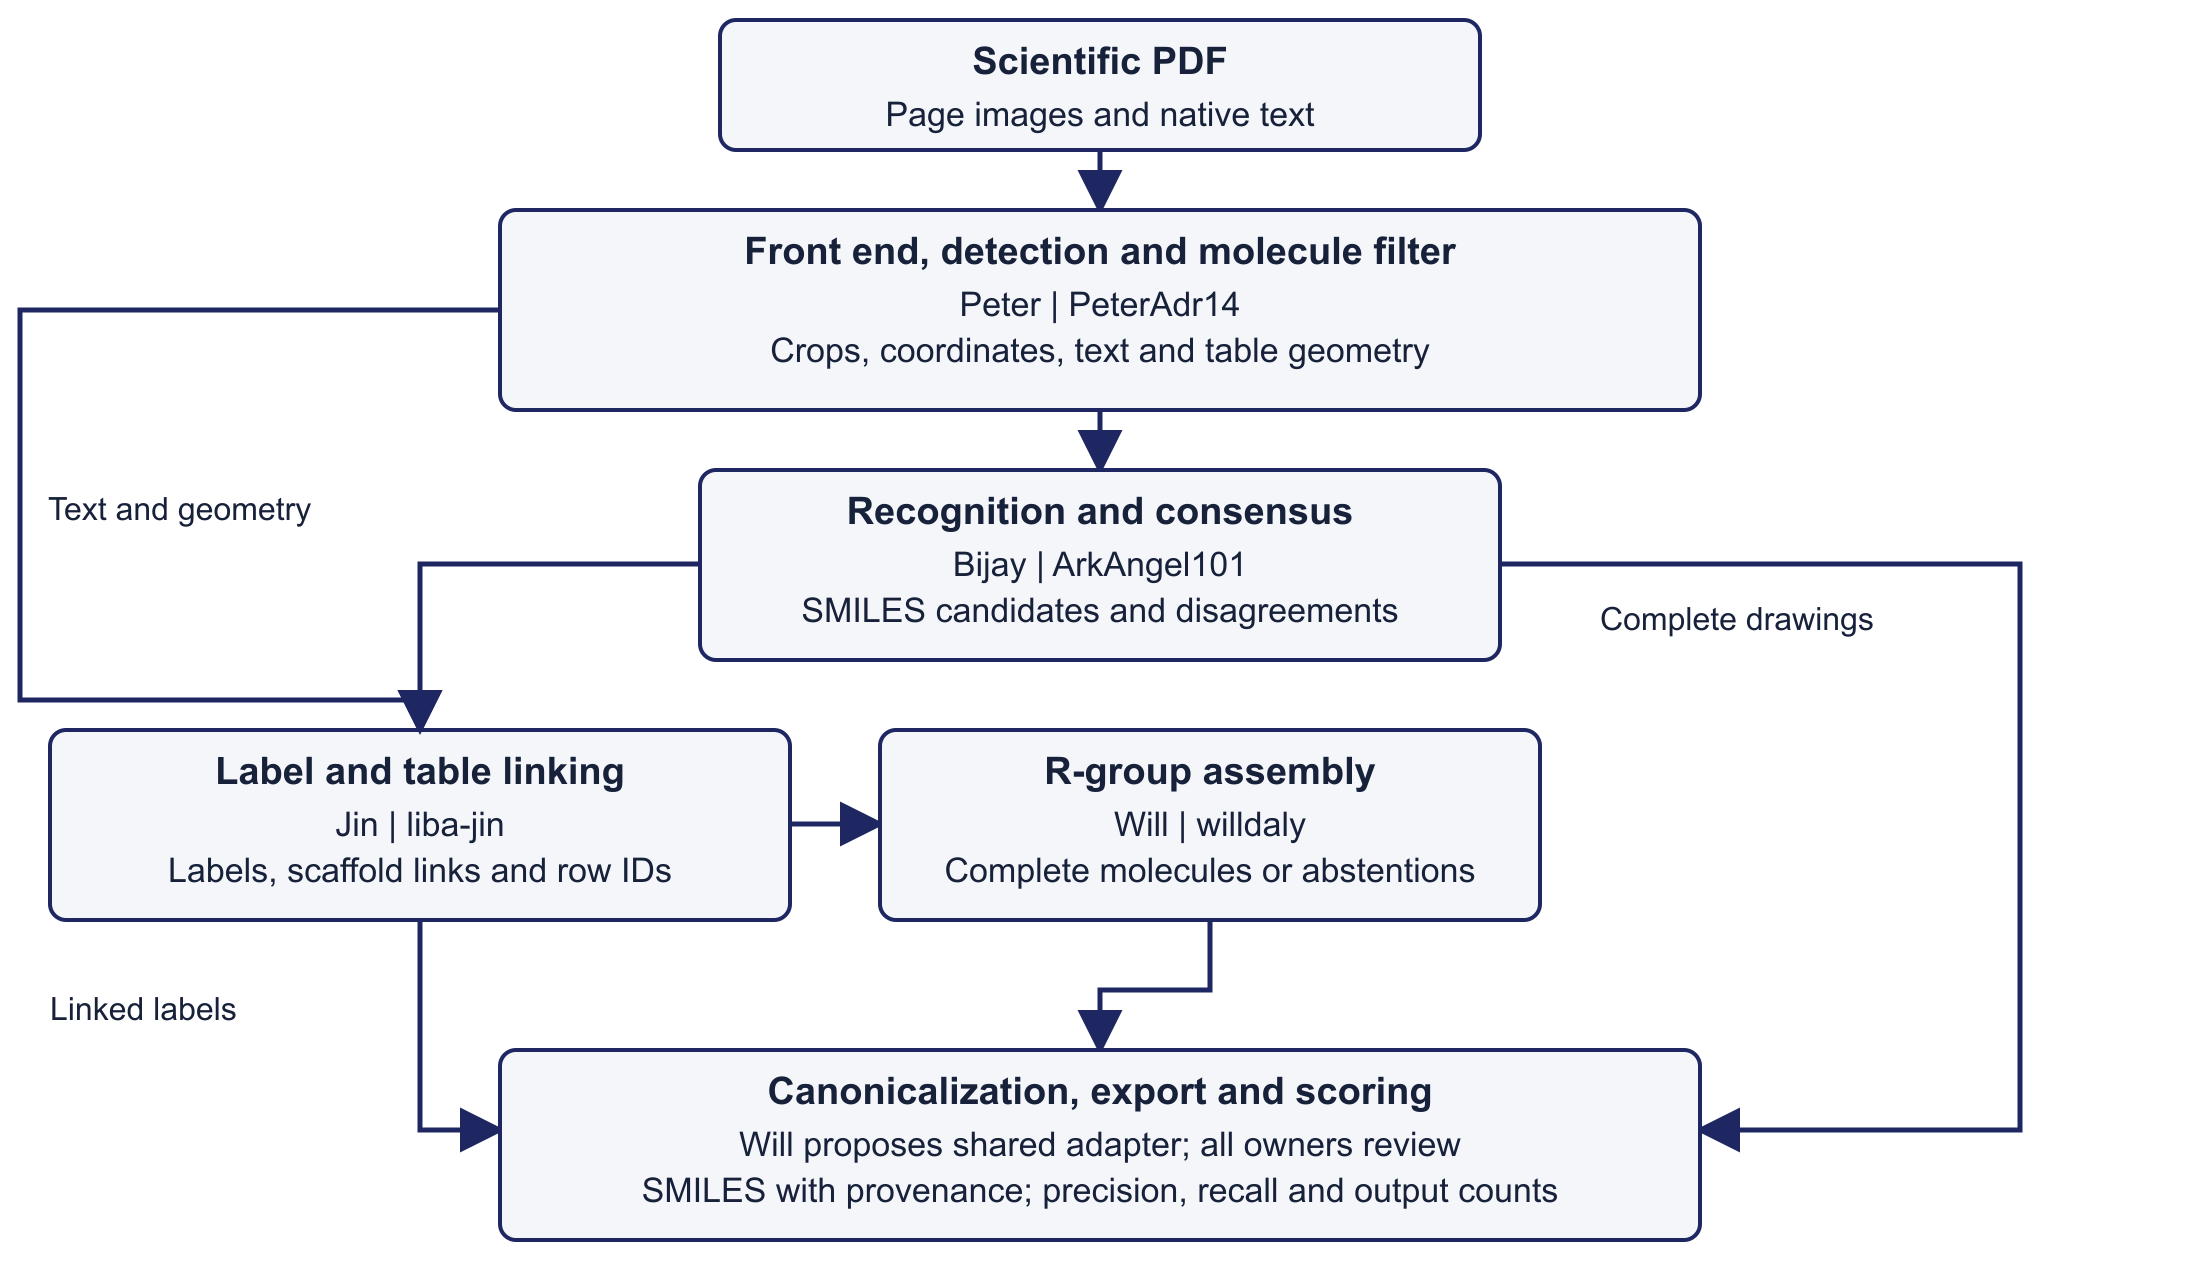 Scientific PDF
Page images and native text
Front end, detection and molecule filter
Peter | PeterAdr14
Crops, coordinates, text and table geometry
Text and geometry
Recognition and consensus
Bijay | ArkAngel101
SMILES candidates and disagreements
Complete drawings
Label and table linking
Jin | liba-jin
Labels, scaffold links and row IDs
R-group assembly
Will | willdaly
Complete molecules or abstentions
Linked labels
Canonicalization, export and scoring
Will proposes shared adapter; all owners review
SMILES with provenance; precision, recall and output counts